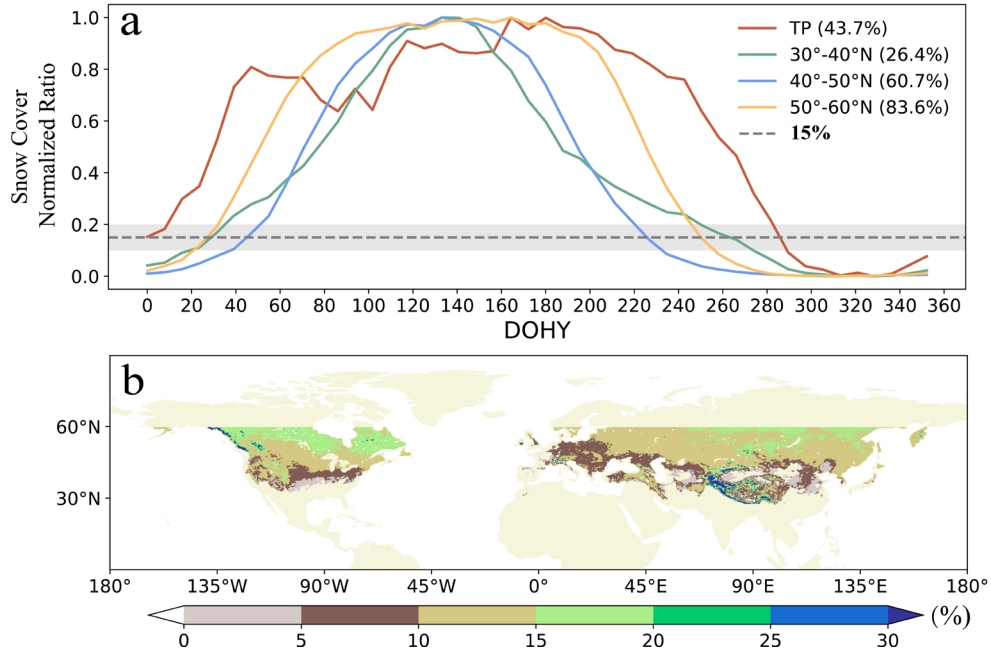 a
Snow Cover
Normalized Ratio
1.0
0.8
0.6
0.4
0.2
0.0
TP (43.7%)
30°-40°N (26.4%)
40°-50°N (60.7%)
50°-60°N (83.6%)
15%
0 20 40 60 80 100 120 140 160 180 200 220 240 260 280 300 320 340 360
DOHY
b
60°N
30°N
180° 135°W 90°W 45°W 0° 45°E 90°E 135°E 180°
0 5 10 15 20 25 30 (%)